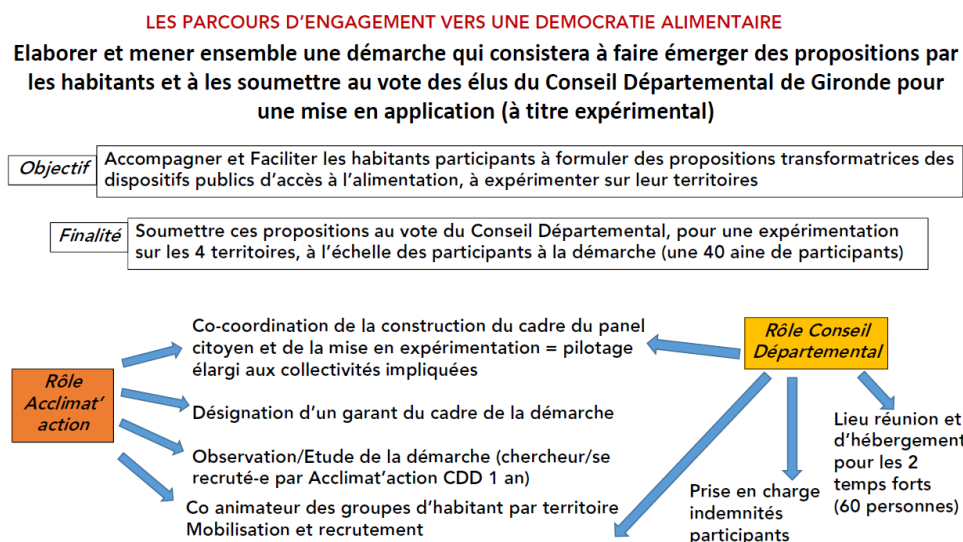 LES PARCOURS D'ENGAGEMENT VERS UNE DEMOCRATIE ALIMENTAIRE
Elaborer et mener ensemble une démarche qui consistera à faire émerger des propositions par
les habitants et à les soumettre au vote des élus du Conseil Départemental de Gironde pour
une mise en application (à titre expérimental)
Objectif
Accompagner et Faciliter les habitants participants à formuler des propositions transformatrices des
dispositifs publics d'accès à l'alimentation, à expérimenter sur leur territoires
Finalité
Soumettre ces propositions au vote du Conseil Départemental, pour une expérimentation
sur les 4 territoires, à l'échelle des participants à la démarche (une 40 aine de participants)
Rôle
Acclimat'
action
Co-coordination de la construction du cadre du panel
citoyen et de la mise en expérimentation = pilotage
élargi aux collectivités impliquées
Désignation d'un garant du cadre de la démarche
Observation/Etude de la démarche (chercheur/se
recruté-e par Acclimat'action CDD 1 an)
Co animateur des groupes d'habitant par territoire
Mobilisation et recrutement
Rôle Conseil
Départemental
Prise en charge
indemnités
participants
Lieu réunion et
d'hébergement
pour les 2
temps forts
(60 personnes)